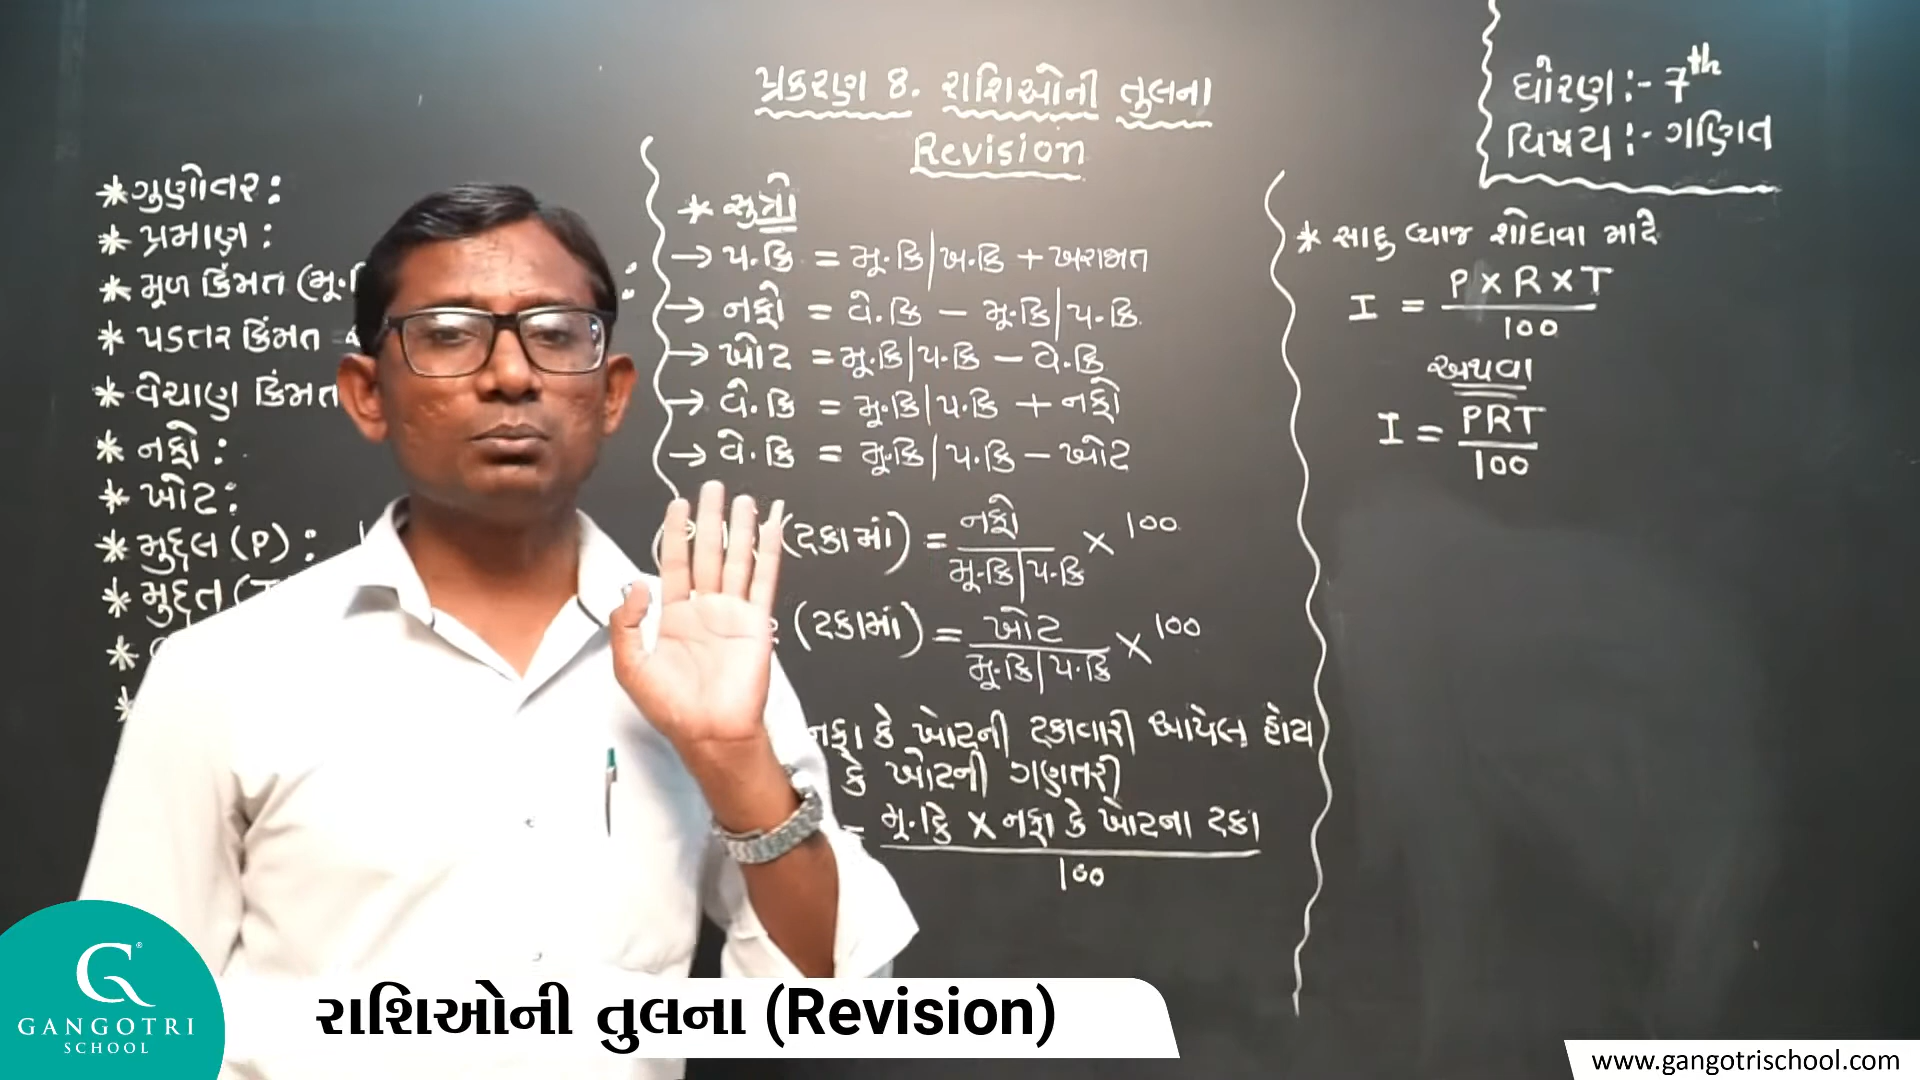 પ્રકરણ 8. રાશિઓની તુલના
Revision
ધોરણ :- 7th
વિષય :- ગણિત
* ગુણોતર :
* પ્રમાણ :
* મૂળ કિંમત (મૂ.કિ :
* પડતર કિંમત
* વેચાણ કિંમત
* નફો :
* ખોટ :
* મુદ્દલ (P) :
* મુદ્દત (T
*
*
* સુત્રો
→ પ.કિ = મૂ.કિ/ખ.કિ + ખરાજાત
→ નફો = વે.કિ - મૂ.કિ/પ.કિ
→ ખોટ = મૂ.કિ/પ.કિ - વે.કિ
→ વે.કિ = મૂ.કિ/પ.કિ + નફો
→ વે.કિ = મૂ.કિ/પ.કિ - ખોટ
(ટકામાં) = નફો / મૂ.કિ/પ.કિ × 100
(ટકામાં) = ખોટ / મૂ.કિ/પ.કિ × 100
નફા કે ખોટની ટકાવારી આપેલ હોય
કે ખોટની ગણતરી
= મૂ.કિ × નફા કે ખોટના ટકા
100
* સાદુ વ્યાજ શોધવા માટે
I = P × R × T / 100
અથવા
I = PRT / 100
GANGOTRI
SCHOOL
રાશિઓની તુલના (Revision)
www.gangotrischool.com